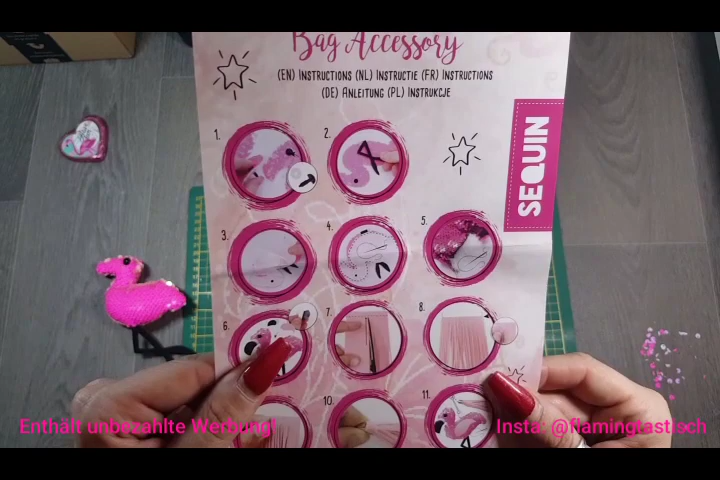 Bag Accessory
(EN) INSTRUCTIONS (NL) INSTRUCTIE (FR) INSTRUCTIONS
(DE) ANLEITUNG (PL) INSTRUKCJE
SEQUIN
1.
2.
3.
4.
5.
6.
7.
8.
10.
11.
Enthält unbezahlte Werbung!
Insta: @flamingtastisch